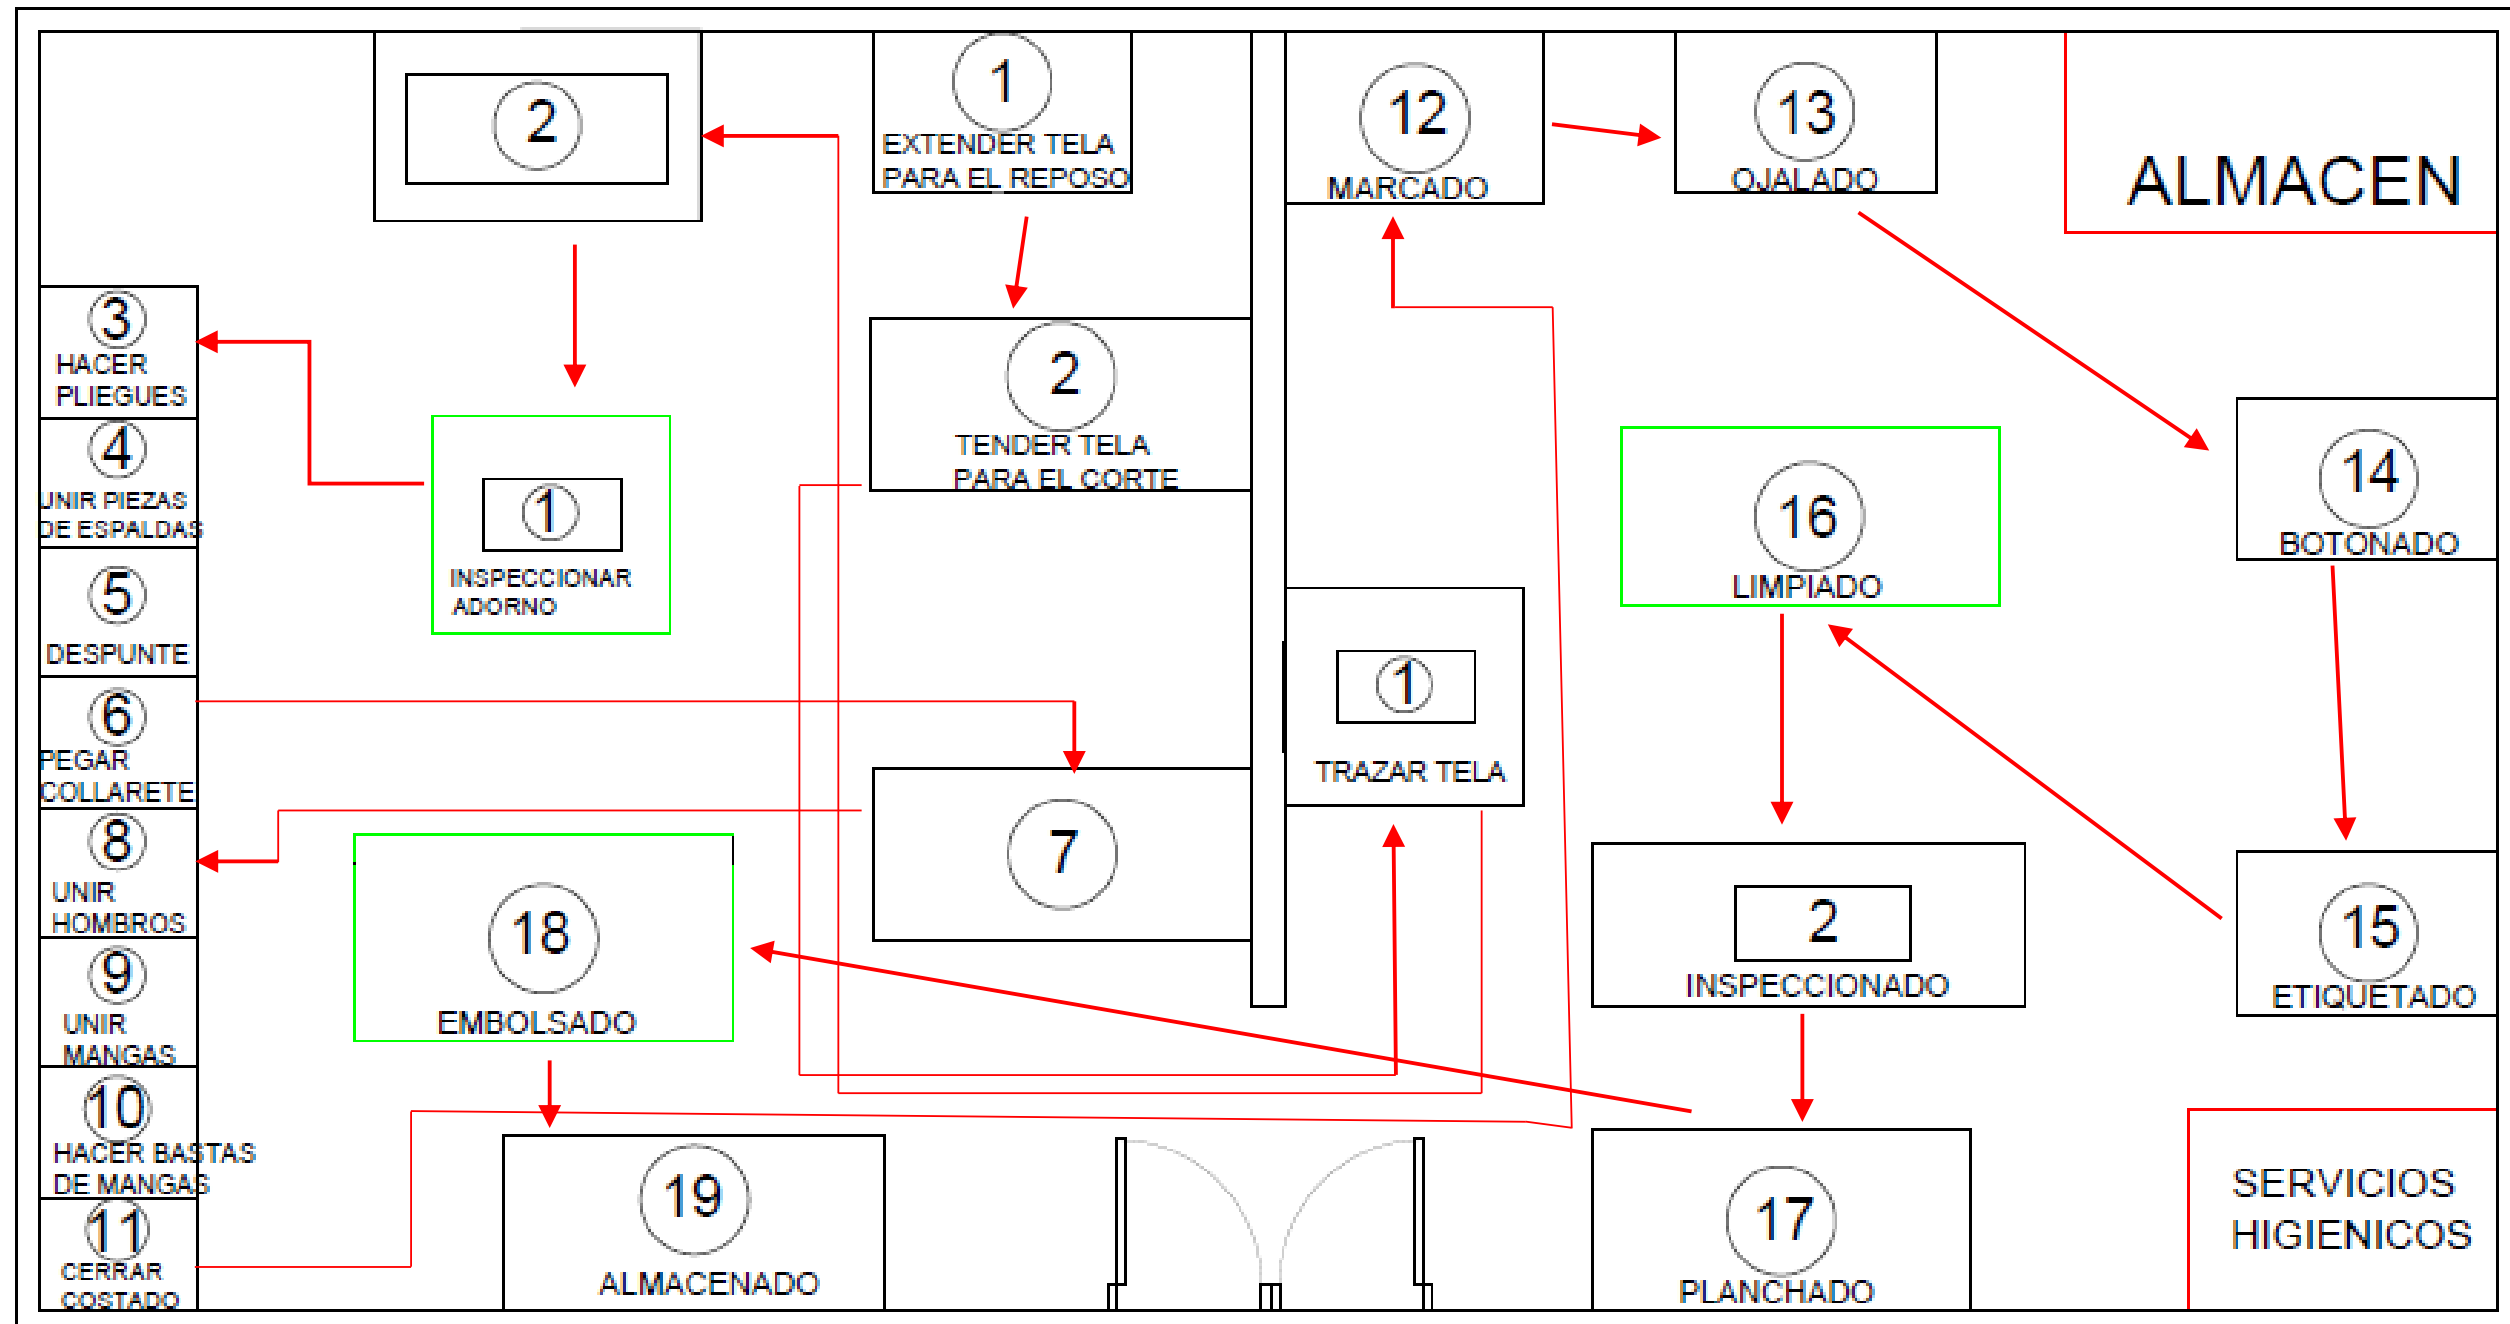 2
1
EXTENDER TELA
PARA EL REPOSO
12
MARCADO
13
OJALADO
ALMACEN
3
HACER
PLIEGUES
4
UNIR PIEZAS
DE ESPALDAS
5
DESPUNTE
6
PEGAR
COLLARETE
8
UNIR
HOMBROS
9
UNIR
MANGAS
10
HACER BASTAS
DE MANGAS
11
CERRAR
COSTADO
1
INSPECCIONAR
ADORNO
2
TENDER TELA
PARA EL CORTE
7
18
EMBOLSADO
19
ALMACENADO
1
TRAZAR TELA
16
LIMPIADO
14
BOTONADO
2
INSPECCIONADO
15
ETIQUETADO
17
PLANCHADO
SERVICIOS
HIGIENICOS